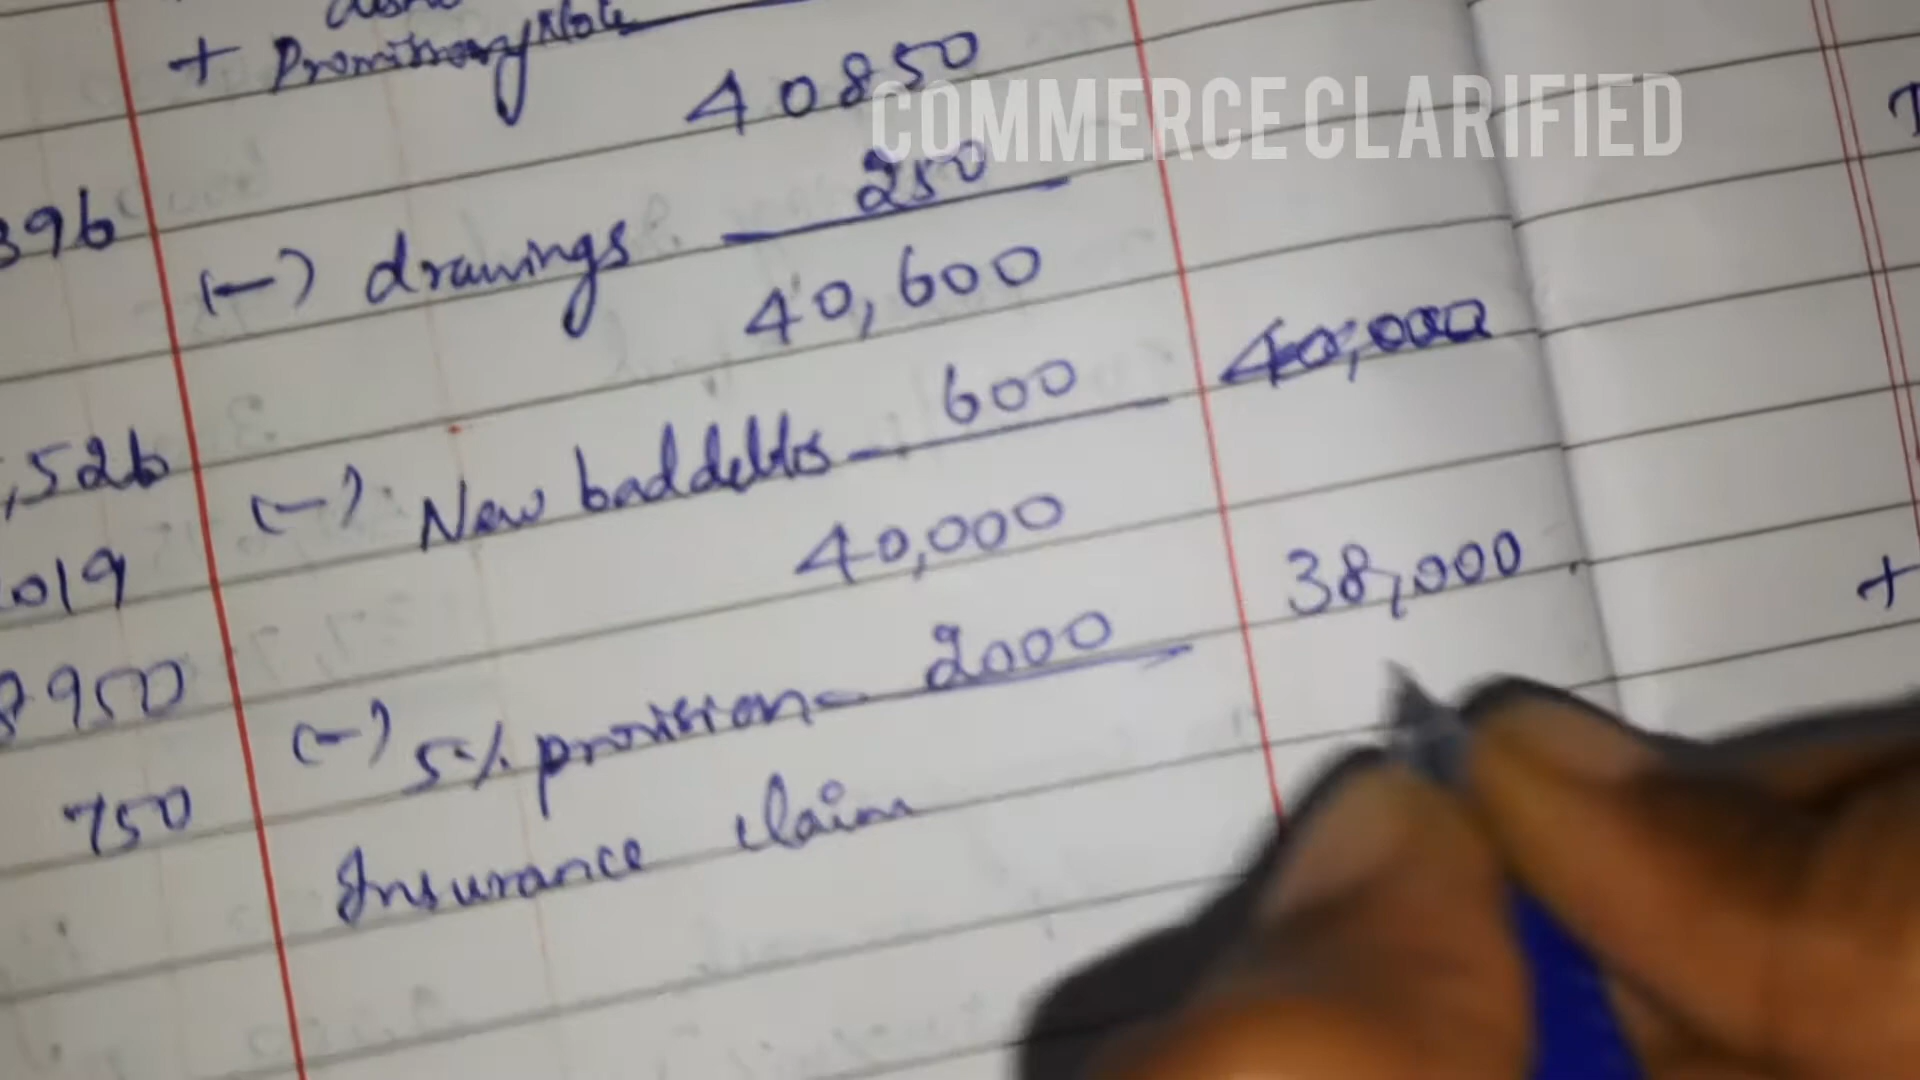 + Promissory Note
40850
COMMERCE CLARIFIED
396
(-) drawings 250
40,600
,526
(-) New baddebts 600 40,000
40,000
019
950
(-) 5% provision 2000 38,000
+
750
Insurance claim